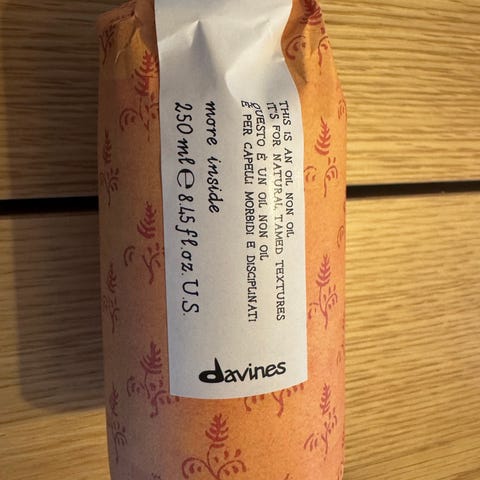 THIS IS AN OIL NON OIL
IT'S FOR NATURAL TAMED TEXTURES
QUESTO È UN OIL NON OIL
È PER CAPELLI MORBIDI E DISCIPLINATI
more inside
250 ml ℮ 8.45 fl oz. U.S.
davines